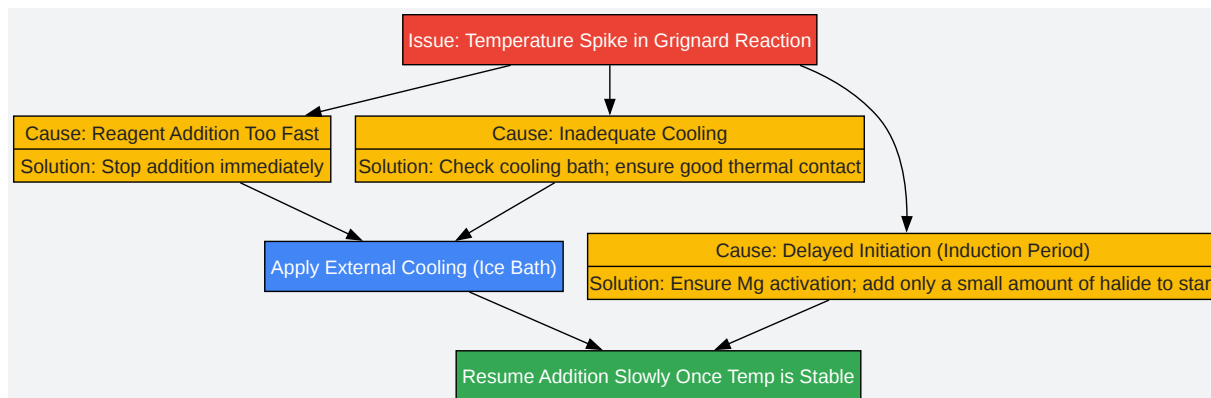 Issue: Temperature Spike in Grignard Reaction
Cause: Reagent Addition Too Fast
Solution: Stop addition immediately
Cause: Inadequate Cooling
Solution: Check cooling bath; ensure good thermal contact
Apply External Cooling (Ice Bath)
Cause: Delayed Initiation (Induction Period)
Solution: Ensure Mg activation; add only a small amount of halide to star
Resume Addition Slowly Once Temp is Stable